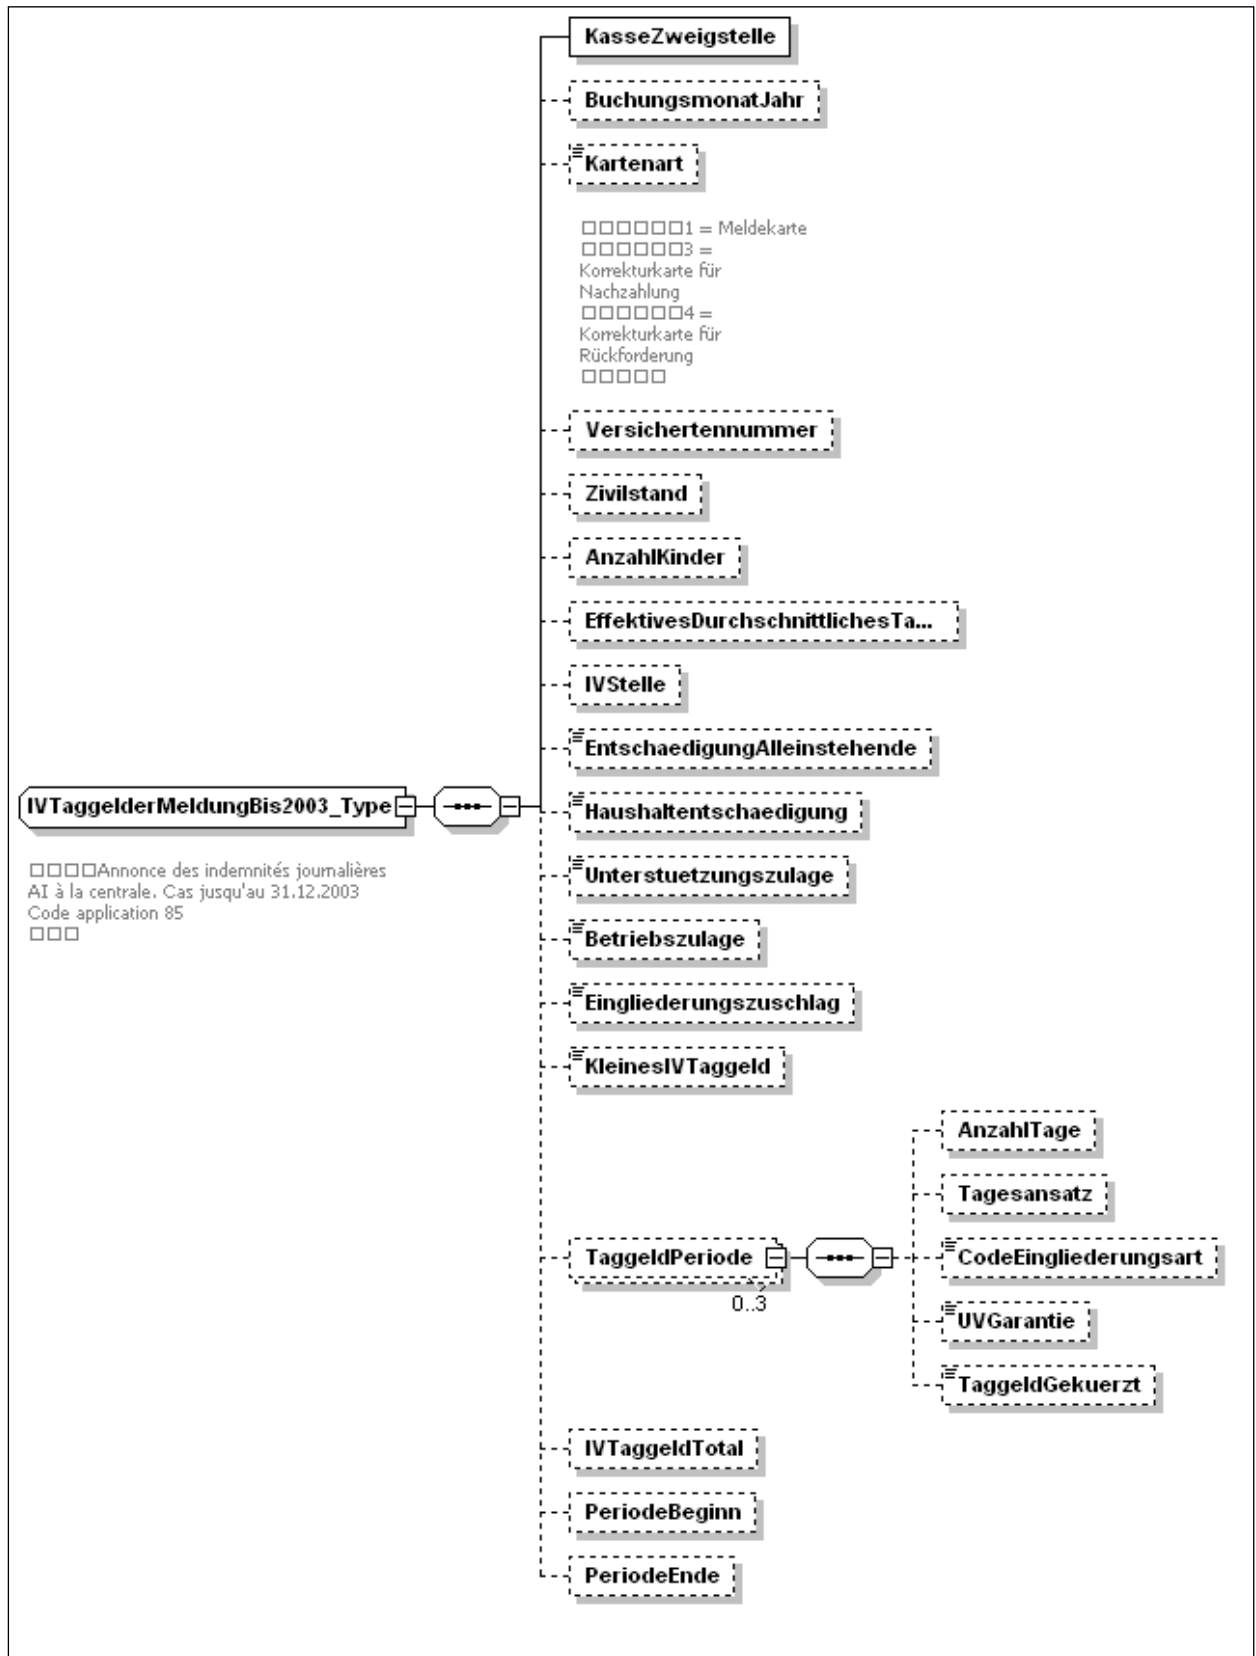 KasseZweigstelle
BuchungsmonatJahr
Kartenart
□□□□□□1 = Meldekarte
□□□□□□3 =
Korrekturkarte für
Nachzahlung
□□□□□□4 =
Korrekturkarte für
Rückforderung
□□□□□
Versichertennummer
Zivilstand
AnzahlKinder
EffektivesDurchschnittlichesTa...
IVStelle
EntschaedigungAlleinstehende
IVTaggelderMeldungBis2003_Type
□□□□Annonce des indemnités journalières
AI à la centrale. Cas jusqu'au 31.12.2003
Code application 85
□□□
Haushaltentschaedigung
Unterstuetzungszulage
Betriebszulage
Eingliederungszuschlag
KleinesIVTaggeld
TaggeldPeriode
0..3
AnzahlTage
Tagesansatz
CodeEingliederungsart
UVGarantie
TaggeldGekuerzt
IVTaggeldTotal
PeriodeBeginn
PeriodeEnde